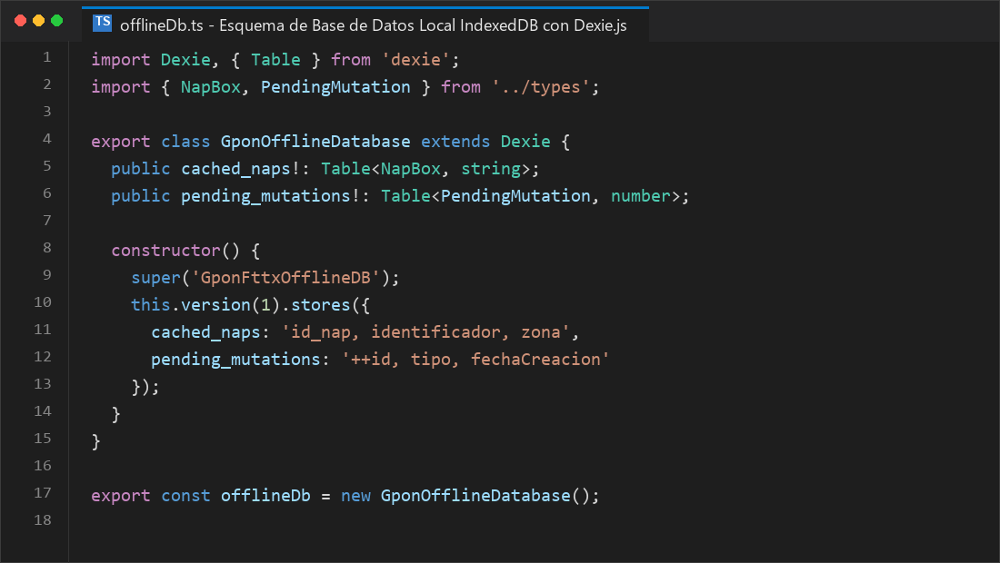 TS offlineDb.ts - Esquema de Base de Datos Local IndexedDB con Dexie.js
1 import Dexie, { Table } from 'dexie';
2 import { NapBox, PendingMutation } from '../types';
3
4 export class GponOfflineDatabase extends Dexie {
5   public cached_naps!: Table<NapBox, string>;
6   public pending_mutations!: Table<PendingMutation, number>;
7
8   constructor() {
9     super('GponFttxOfflineDB');
10     this.version(1).stores({
11       cached_naps: 'id_nap, identificador, zona',
12       pending_mutations: '++id, tipo, fechaCreacion'
13     });
14   }
15 }
16
17 export const offlineDb = new GponOfflineDatabase();
18